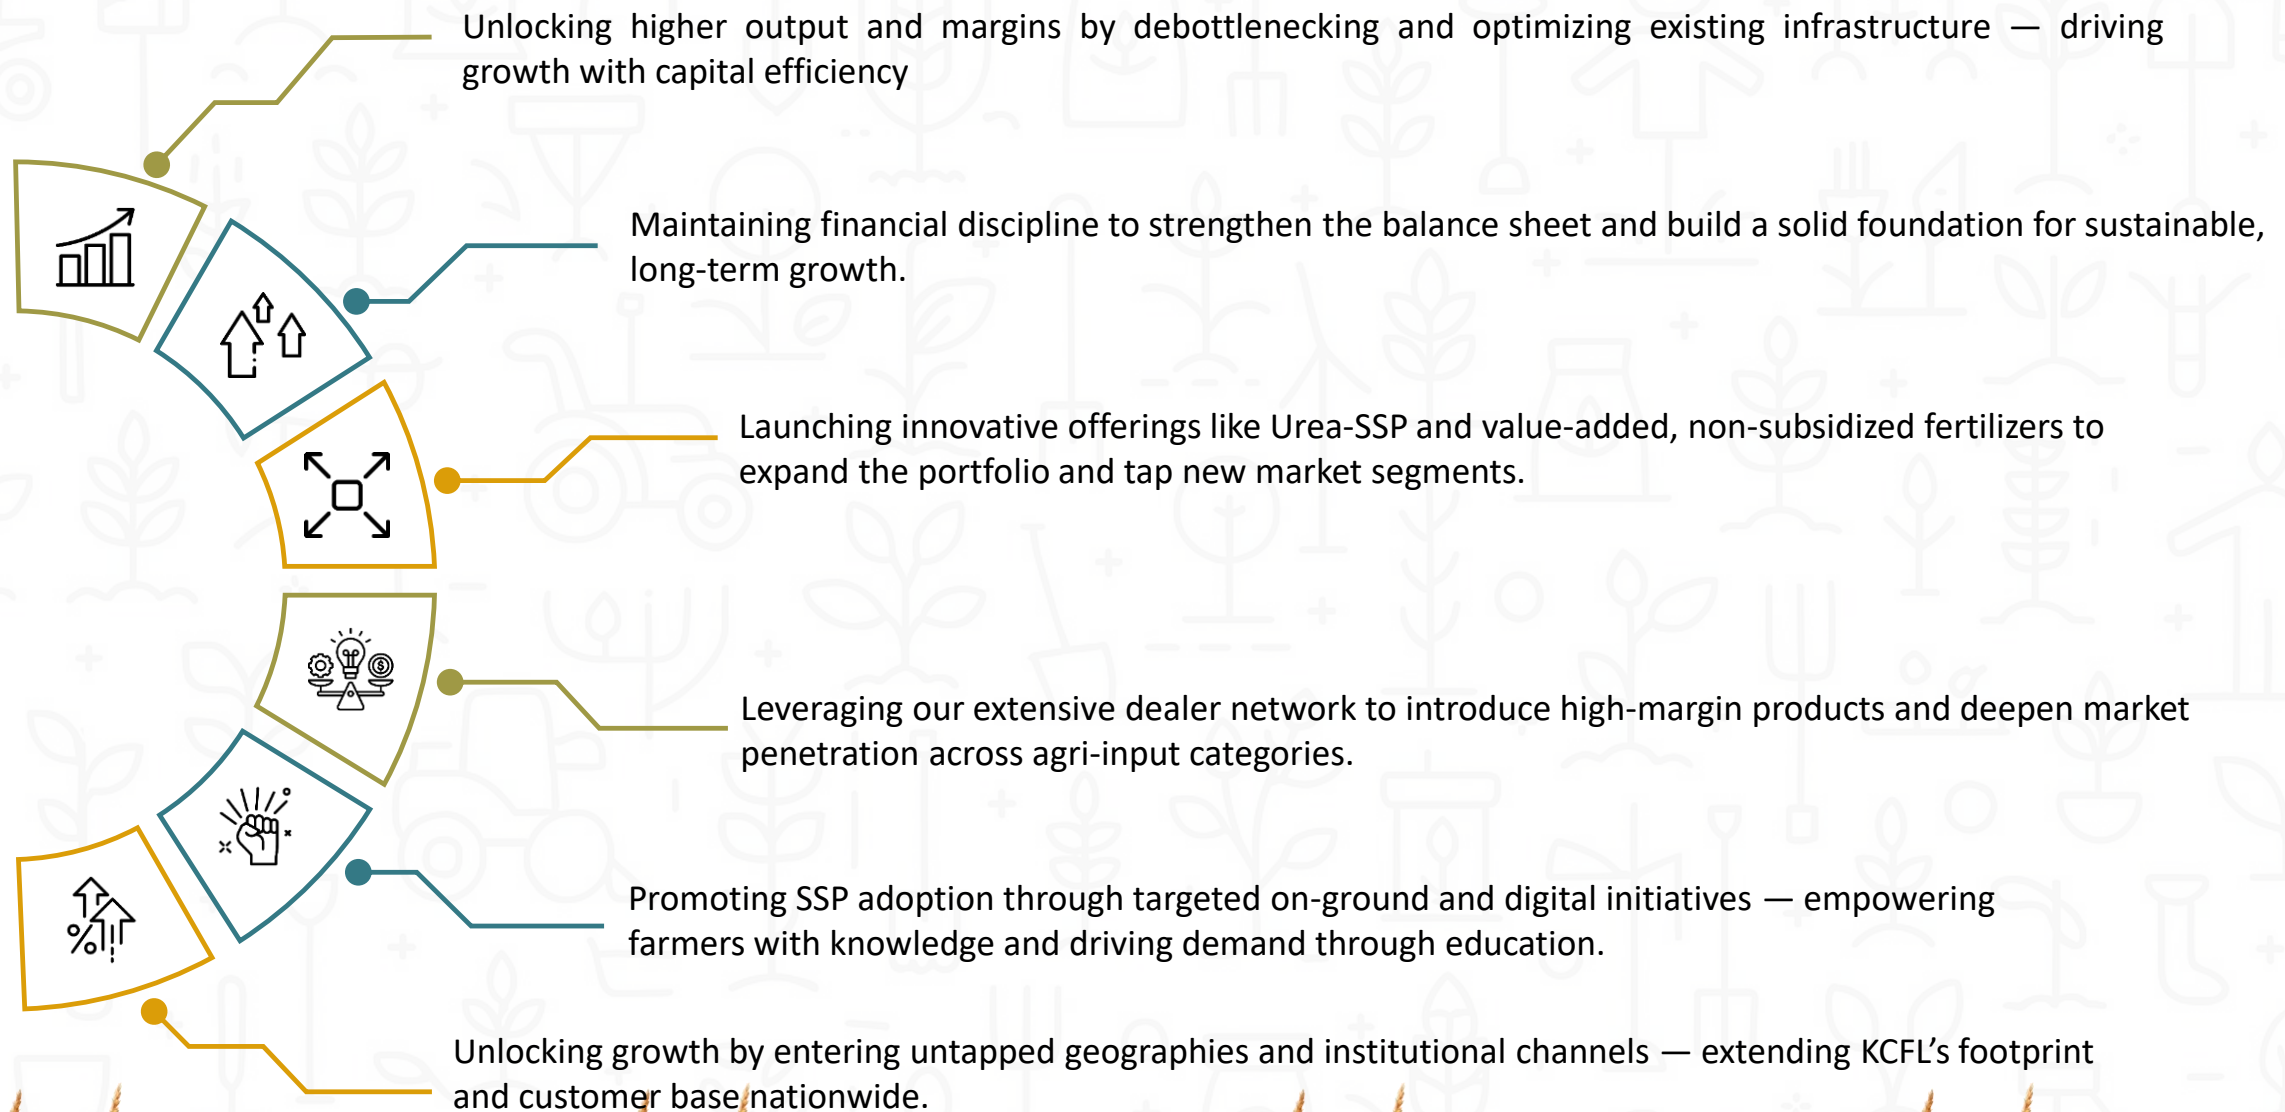 Unlocking higher output and margins by debottlenecking and optimizing existing infrastructure — driving
growth with capital efficiency
Maintaining financial discipline to strengthen the balance sheet and build a solid foundation for sustainable,
long-term growth.
Launching innovative offerings like Urea-SSP and value-added, non-subsidized fertilizers to
expand the portfolio and tap new market segments.
Leveraging our extensive dealer network to introduce high-margin products and deepen market
penetration across agri-input categories.
Promoting SSP adoption through targeted on-ground and digital initiatives — empowering
farmers with knowledge and driving demand through education.
Unlocking growth by entering untapped geographies and institutional channels — extending KCFL’s footprint
and customer base nationwide.